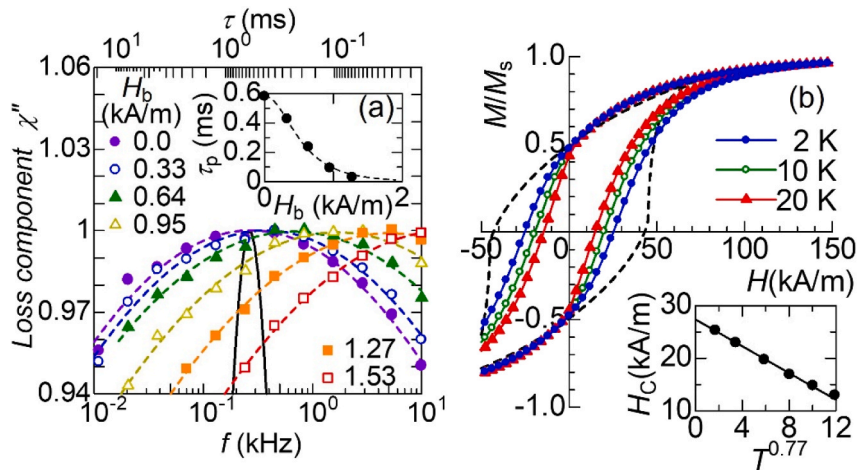 τ (ms)
10¹ 10⁰ 10⁻¹
1.06
1.04
1.02
1
0.97
0.94
Loss component χ''
H_b
(kA/m)
0.0
0.33
0.64
0.95
1.27
1.53
(a)
τ_p (ms)
0.6
0.4
0.2
0
0 1 2
H_b (kA/m)
10⁻² 10⁻¹ 10⁰ 10¹
f (kHz)
M/M_s
1.0
0.5
-0.5
-1.0
(b)
2 K
10 K
20 K
-50 0 50 100 150
H(kA/m)
H_C(kA/m)
30
20
10
0 4 8 12
T^0.77